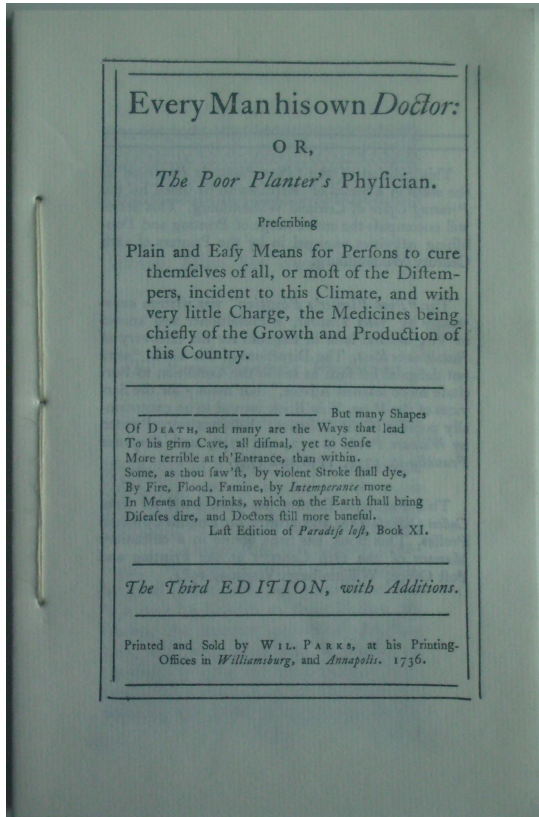 Every Man his own Doctor:
OR,
The Poor Planter's Phyſician.
Preſcribing
Plain and Eaſy Means for Perſons to cure
themſelves of all, or moſt of the Diſtem-
pers, incident to this Climate, and with
very little Charge, the Medicines being
chiefly of the Growth and Production of
this Country.
But many Shapes
Of DEATH, and many are the Ways that lead
To his grim Cave, all diſmal, yet to Senſe
More terrible at th'Entrance, than within.
Some, as thou ſaw'ſt, by violent Stroke ſhall dye,
By Fire, Flood, Famine, by Intemperance more
In Meats and Drinks, which on the Earth ſhall bring
Diſeaſes dire, and Doctors ſtill more baneful.
Laſt Edition of Paradiſe loſt, Book XI.
The Third EDITION, with Additions.
Printed and Sold by WIL. PARKS, at his Printing-
Offices in Williamsburg, and Annapolis. 1736.